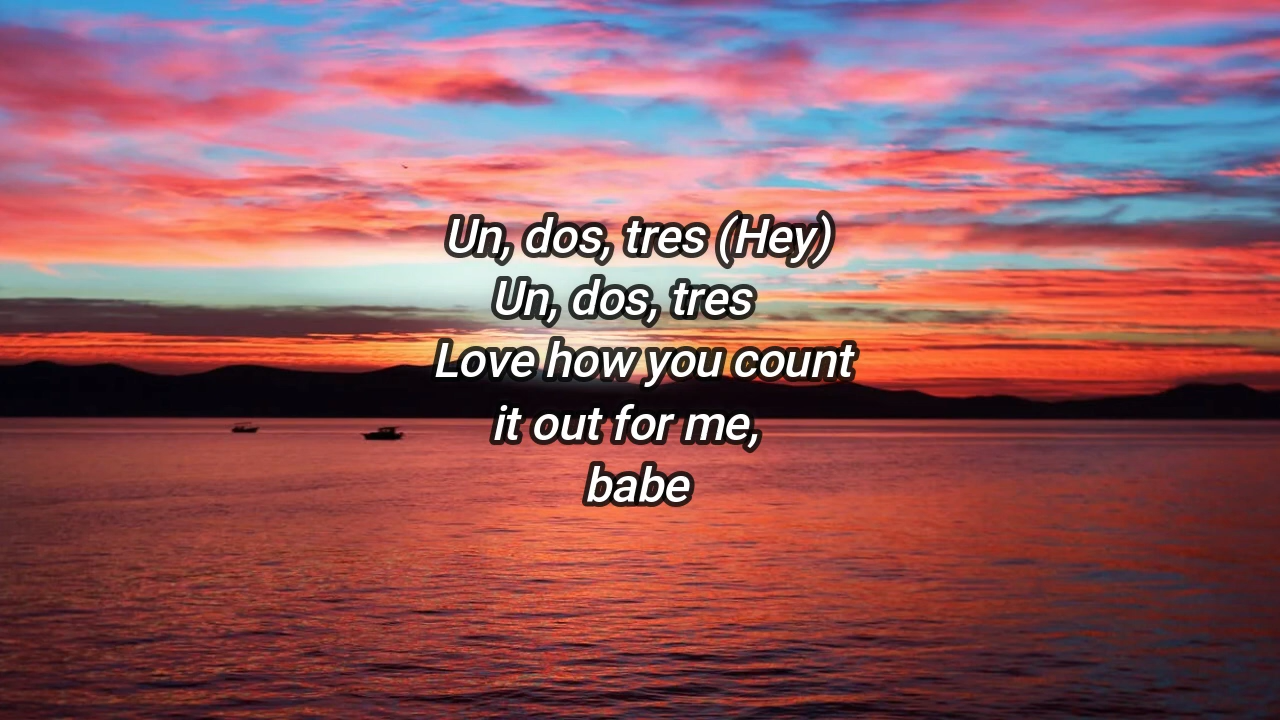 Un, dos, tres (Hey)
Un, dos, tres
Love how you count
it out for me,
babe